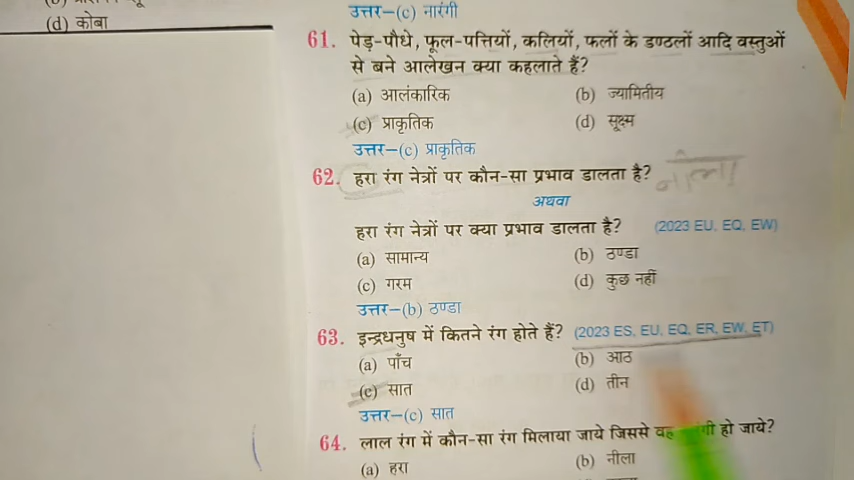 (d) कोबा
उत्तर–(c) नारंगी
61. पेड़-पौधे, फूल-पत्तियों, कलियों, फलों के डण्ठलों आदि वस्तुओं
से बने आलेखन क्या कहलाते हैं?
(a) आलंकारिक (b) ज्यामितीय
(c) प्राकृतिक (d) सूक्ष्म
उत्तर–(c) प्राकृतिक
62. हरा रंग नेत्रों पर कौन-सा प्रभाव डालता है? नीला
अथवा
हरा रंग नेत्रों पर क्या प्रभाव डालता है? (2023 EU, EQ, EW)
(a) सामान्य (b) ठण्डा
(c) गरम (d) कुछ नहीं
उत्तर–(b) ठण्डा
63. इन्द्रधनुष में कितने रंग होते हैं? (2023 ES, EU, EQ, ER, EW, ET)
(a) पाँच (b) आठ
(c) सात (d) तीन
उत्तर–(c) सात
64. लाल रंग में कौन-सा रंग मिलाया जाये जिससे वह हो जाये?
(a) हरा (b) नीला